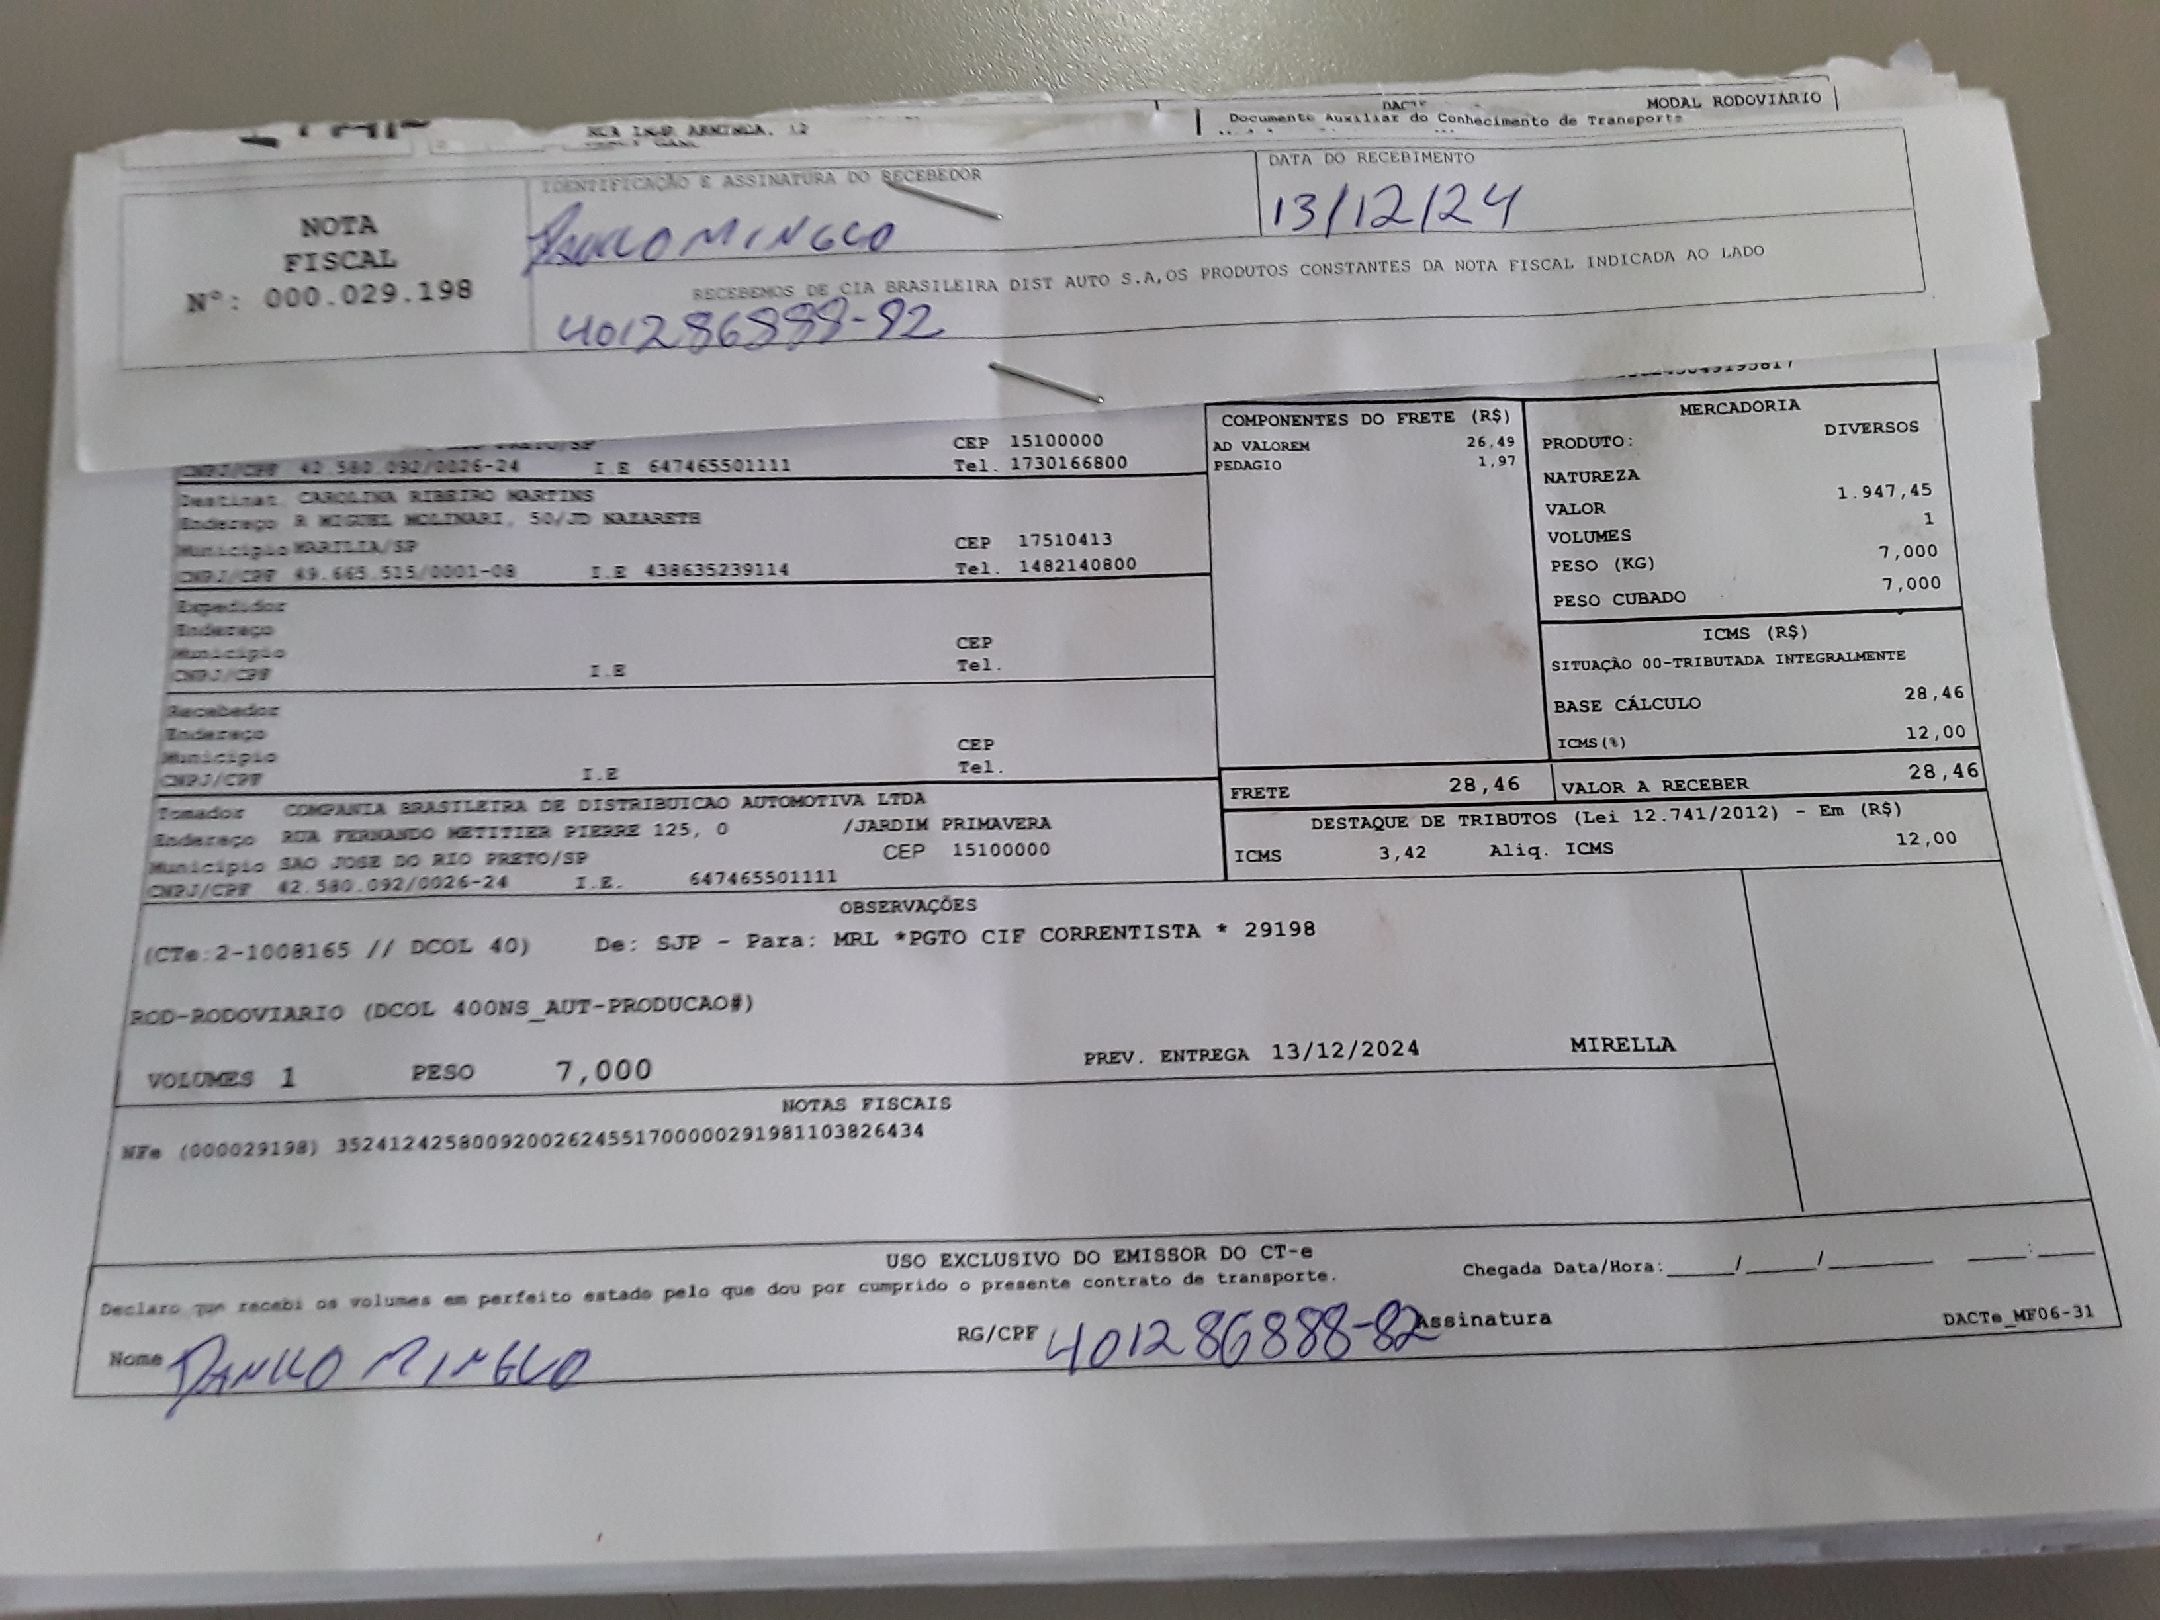 DACTe
MODAL RODOVIÁRIO
Documento Auxiliar do Conhecimento de Transporte
IDENTIFICAÇÃO E ASSINATURA DO RECEBEDOR
DATA DO RECEBIMENTO
NOTA
FISCAL
Nº: 000.029.198
DANILO MINGLO
13/12/24
RECEBEMOS DE CIA BRASILEIRA DIST AUTO S.A,OS PRODUTOS CONSTANTES DA NOTA FISCAL INDICADA AO LADO
401286888-82
CEP 15100000
CNPJ/CPF 42.580.092/0026-24 I.E 647465501111 Tel. 1730166800
Destinat. CAROLINA RIBEIRO MARTINS
Endereço R MIGUEL MOLINARI, 50/JD NAZARETH
Município MARILIA/SP CEP 17510413
CNPJ/CPF 49.665.515/0001-08 I.E 438635239114 Tel. 1482140800
Expedidor
Endereço
Município CEP
CNPJ/CPF I.E Tel.
Recebedor
Endereço
Município CEP
CNPJ/CPF I.E Tel.
Tomador COMPANIA BRASILEIRA DE DISTRIBUICAO AUTOMOTIVA LTDA
Endereço RUA FERNANDO METITIER PIERRE 125, 0 /JARDIM PRIMAVERA
Município SAO JOSE DO RIO PRETO/SP CEP 15100000
CNPJ/CPF 42.580.092/0026-24 I.E. 647465501111
COMPONENTES DO FRETE (R$)
AD VALOREM 26,49
PEDAGIO 1,97
MERCADORIA
PRODUTO: DIVERSOS
NATUREZA
VALOR 1.947,45
VOLUMES 1
PESO (KG) 7,000
PESO CUBADO 7,000
ICMS (R$)
SITUAÇÃO 00-TRIBUTADA INTEGRALMENTE
BASE CÁLCULO 28,46
ICMS(%) 12,00
FRETE 28,46 VALOR A RECEBER 28,46
DESTAQUE DE TRIBUTOS (Lei 12.741/2012) - Em (R$)
ICMS 3,42 Aliq. ICMS 12,00
OBSERVAÇÕES
(CTe:2-1008165 // DCOL 40) De: SJP - Para: MRL *PGTO CIF CORRENTISTA * 29198
ROD-RODOVIARIO (DCOL 400NS_AUT-PRODUCAO#)
VOLUMES 1 PESO 7,000 PREV. ENTREGA 13/12/2024 MIRELLA
NOTAS FISCAIS
NFe (000029198) 35241242580092002624551700000291981103826434
USO EXCLUSIVO DO EMISSOR DO CT-e
Declaro que recebi os volumes em perfeito estado pelo que dou por cumprido o presente contrato de transporte.
Chegada Data/Hora:_____/_____/________ ____:____
Nome DANILO MINGLO RG/CPF 401286888-82 Assinatura
DACTe_MF06-31